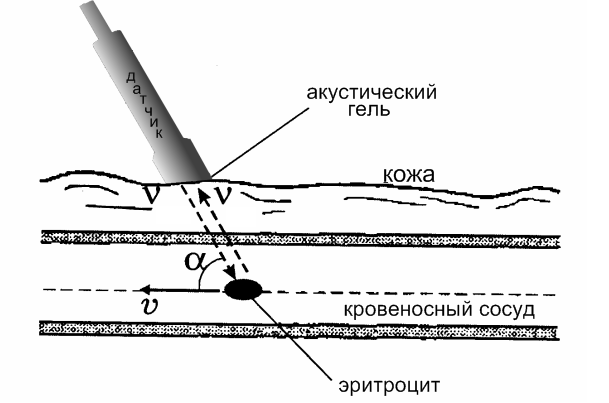 датчик
акустический
гель
кожа
ν ν
α
υ
кровеносный сосуд
эритроцит